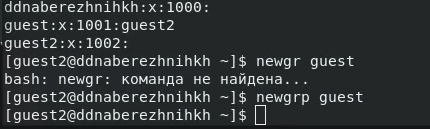 ddnaberezhnihkh:x:1000:
guest:x:1001:guest2
guest2:x:1002:
[guest2@ddnaberezhnihkh ~]$ newgr guest
bash: newgr: команда не найдена...
[guest2@ddnaberezhnihkh ~]$ newgrp guest
[guest2@ddnaberezhnihkh ~]$